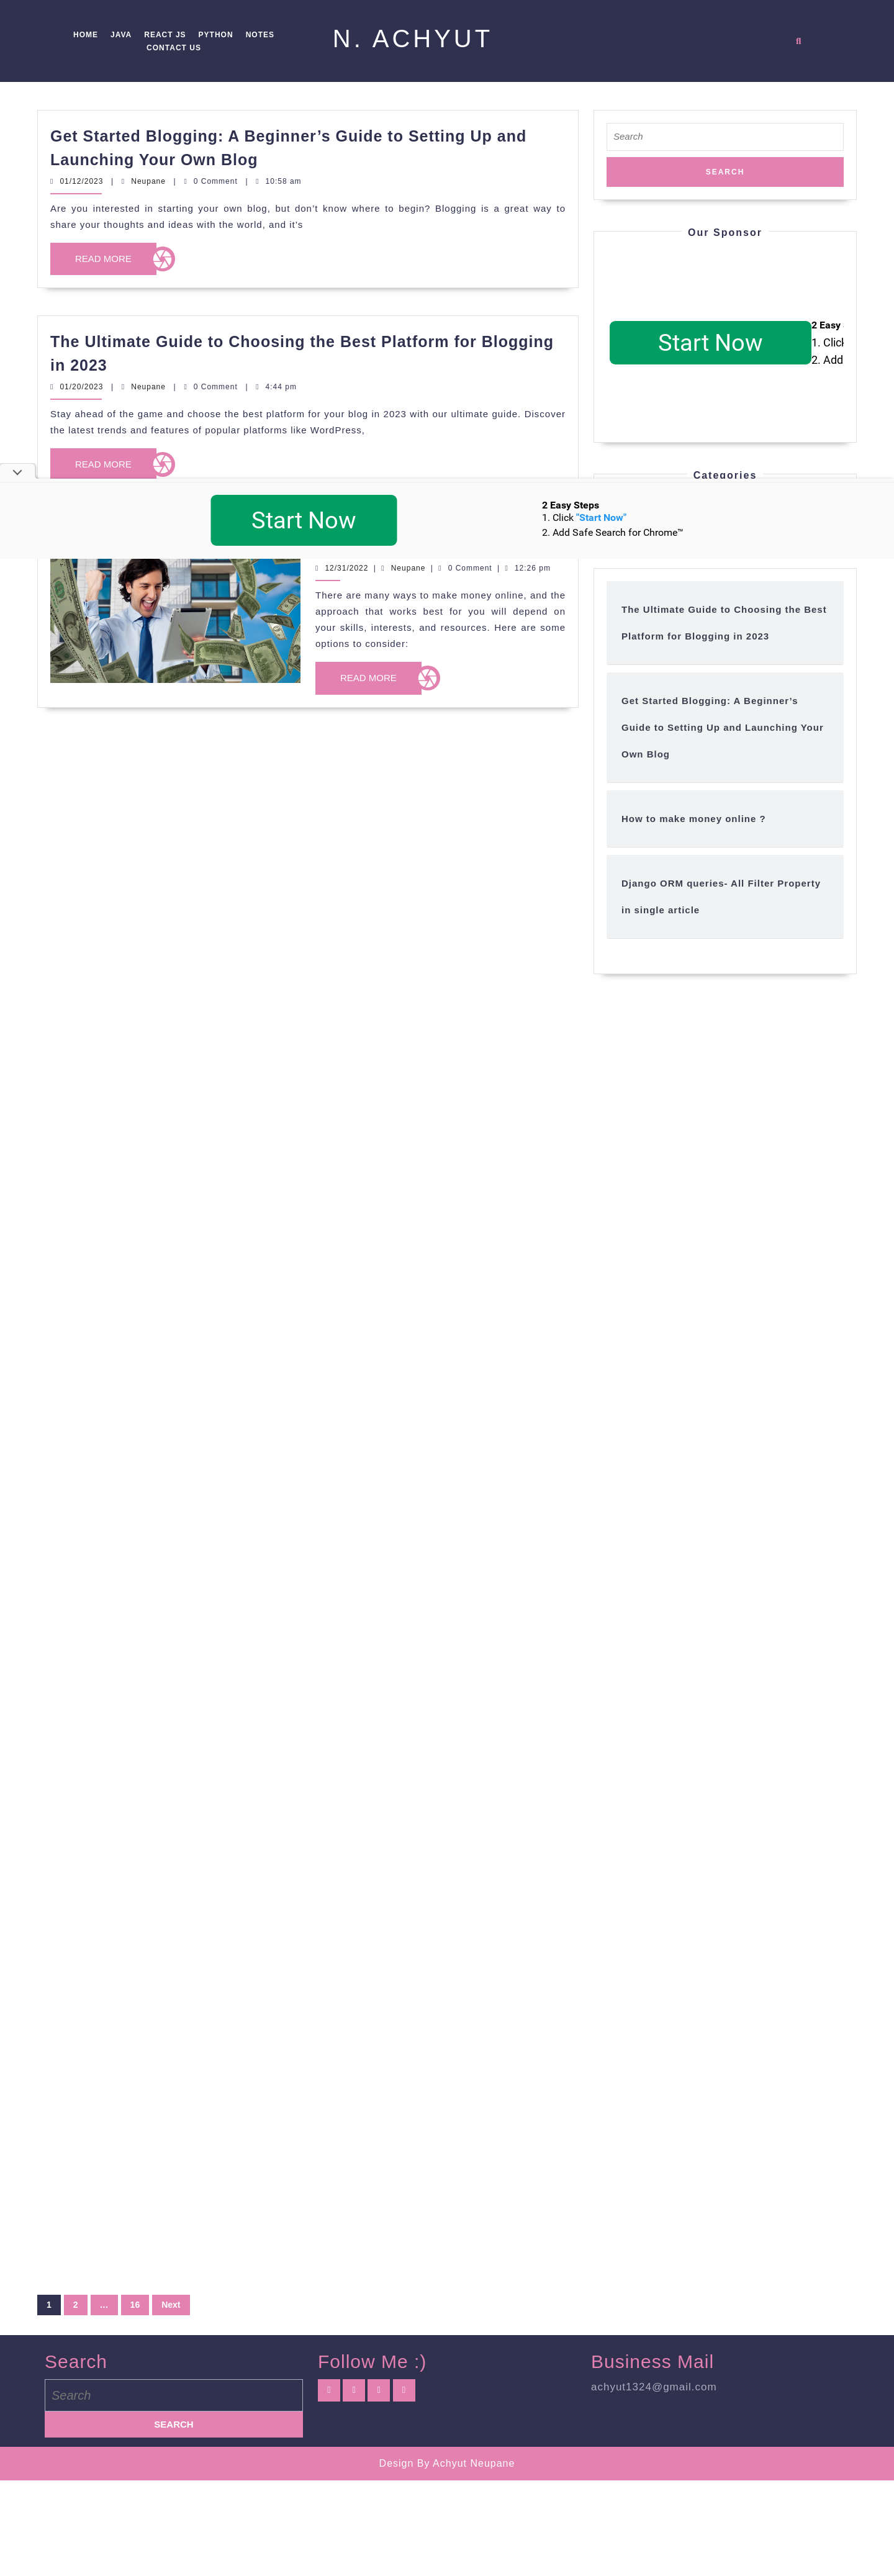 HOME JAVA REACT JS PYTHON NOTES
CONTACT US
N. ACHYUT
Get Started Blogging: A Beginner’s Guide to Setting Up and
Launching Your Own Blog
01/12/2023 | Neupane | 0 Comment | 10:58 am
Are you interested in starting your own blog, but don’t know where to begin? Blogging is a great way to
share your thoughts and ideas with the world, and it’s
READ MORE
The Ultimate Guide to Choosing the Best Platform for Blogging
in 2023
01/20/2023 | Neupane | 0 Comment | 4:44 pm
Stay ahead of the game and choose the best platform for your blog in 2023 with our ultimate guide. Discover
the latest trends and features of popular platforms like WordPress,
READ MORE
12/31/2022 | Neupane | 0 Comment | 12:26 pm
There are many ways to make money online, and the
approach that works best for you will depend on
your skills, interests, and resources. Here are some
options to consider:
READ MORE
Search
SEARCH
Our Sponsor
Start Now
2 Easy
1. Click
2. Add
Categories
Start Now
2 Easy Steps
1. Click "Start Now"
2. Add Safe Search for Chrome™
The Ultimate Guide to Choosing the Best
Platform for Blogging in 2023
Get Started Blogging: A Beginner’s
Guide to Setting Up and Launching Your
Own Blog
How to make money online ?
Django ORM queries- All Filter Property
in single article
1 2 … 16 Next
Search
Search
SEARCH
Follow Me :)
Business Mail
achyut1324@gmail.com
Design By Achyut Neupane